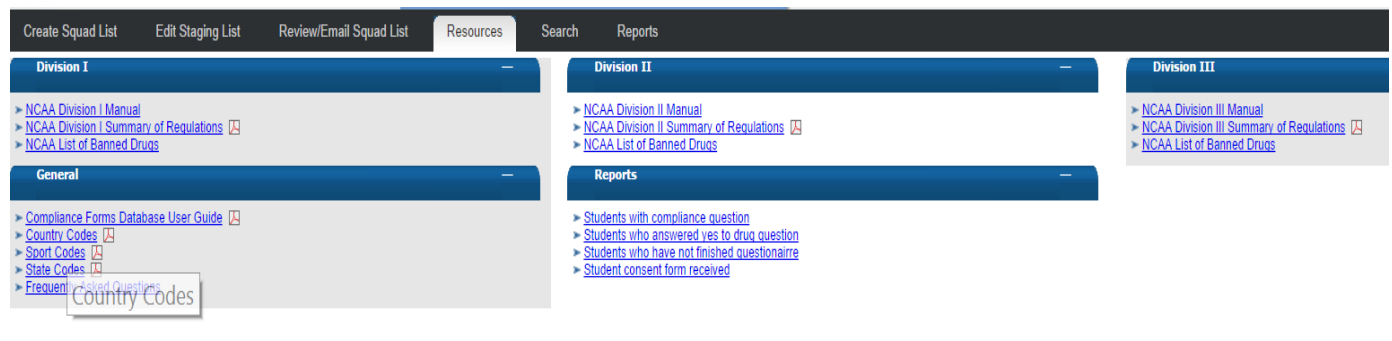 Create Squad List Edit Staging List Review/Email Squad List Resources Search Reports
Division I
NCAA Division I Manual
NCAA Division I Summary of Regulations
NCAA List of Banned Drugs
General
Compliance Forms Database User Guide
Country Codes
Sport Codes
State Codes
Frequently Asked Questions
Country Codes
Division II
NCAA Division II Manual
NCAA Division II Summary of Regulations
NCAA List of Banned Drugs
Reports
Students with compliance question
Students who answered yes to drug question
Students who have not finished questionairre
Student consent form received
Division III
NCAA Division III Manual
NCAA Division III Summary of Regulations
NCAA List of Banned Drugs